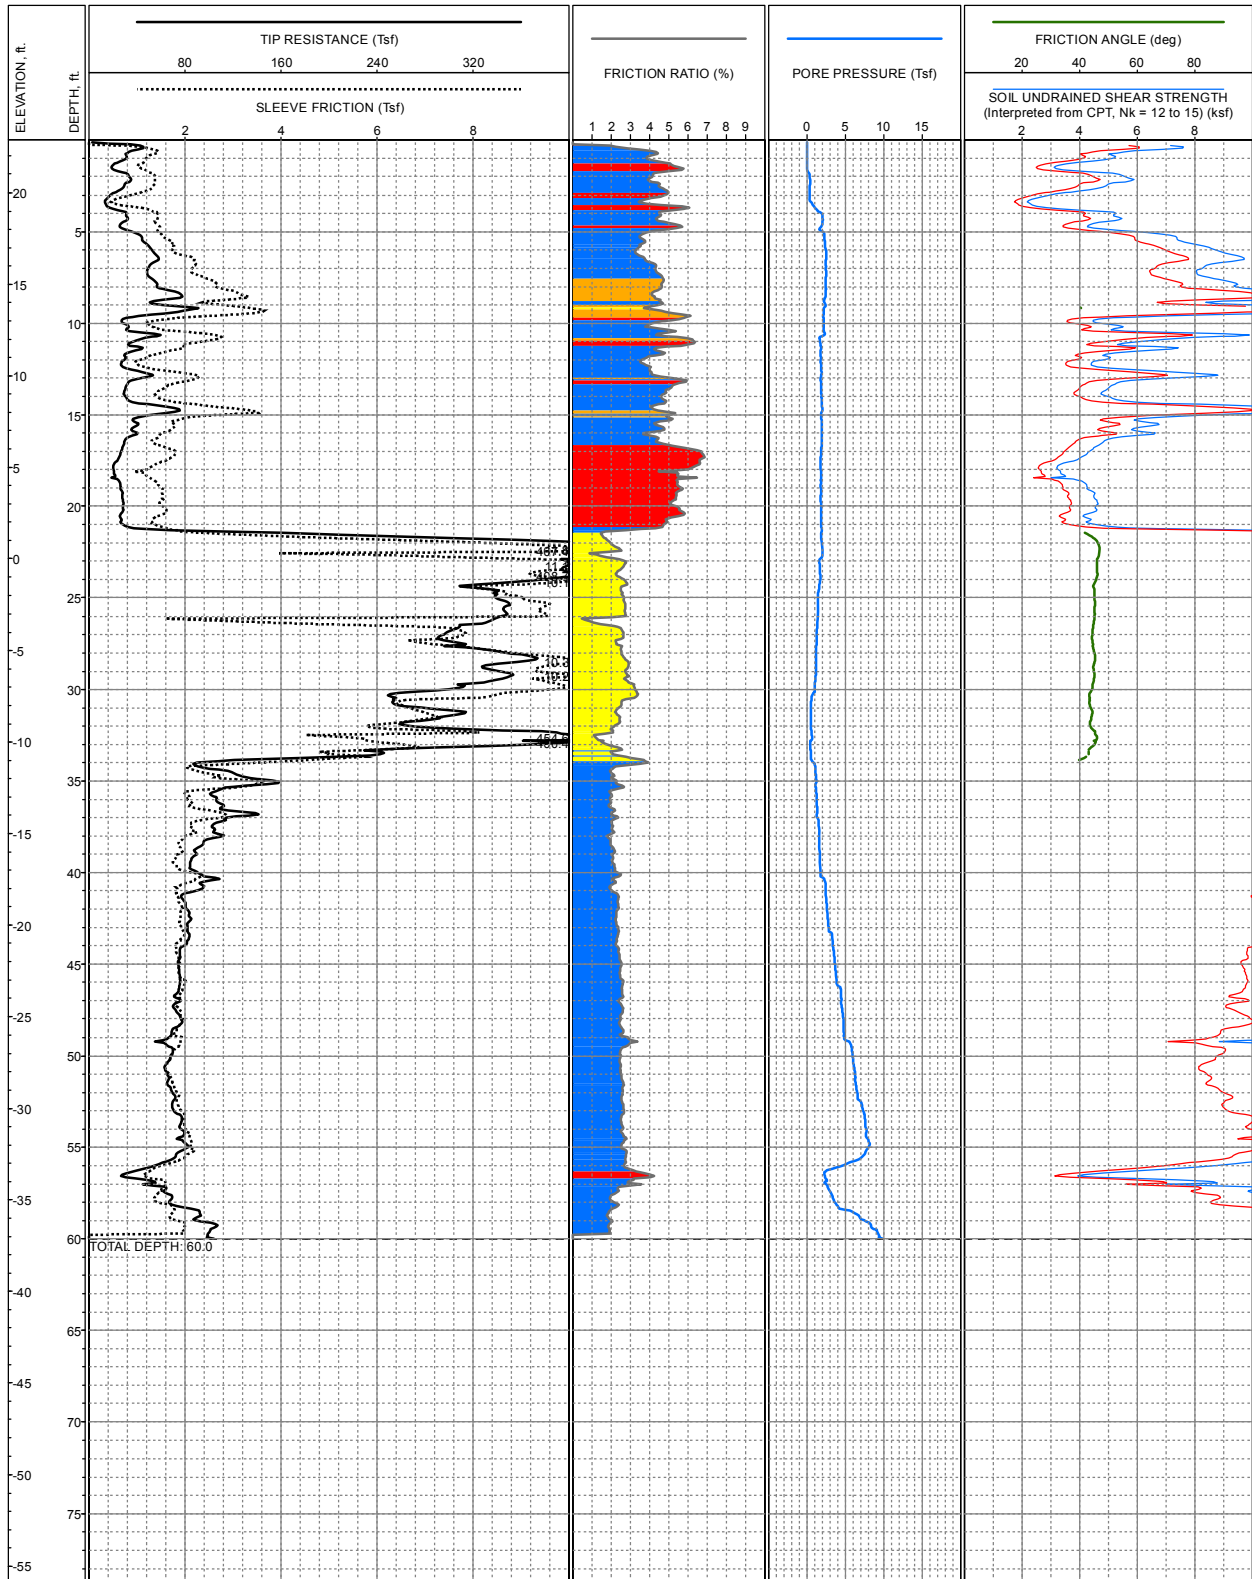 ELEVATION, ft.
DEPTH, ft.
TIP RESISTANCE (Tsf)
80 160 240 320
SLEEVE FRICTION (Tsf)
2 4 6 8
FRICTION RATIO (%)
1 2 3 4 5 6 7 8 9
PORE PRESSURE (Tsf)
0 5 10 15
FRICTION ANGLE (deg)
20 40 60 80
SOIL UNDRAINED SHEAR STRENGTH
(Interpreted from CPT, Nk = 12 to 15) (ksf)
20 40 60 80
20
5
15
10
10
15
5
20
0
25
-5
30
-10
35
-15
40
-20
45
-25
50
-30
55
-35
60
TOTAL DEPTH: 60.0
-40
65
-45
70
-50
75
-55